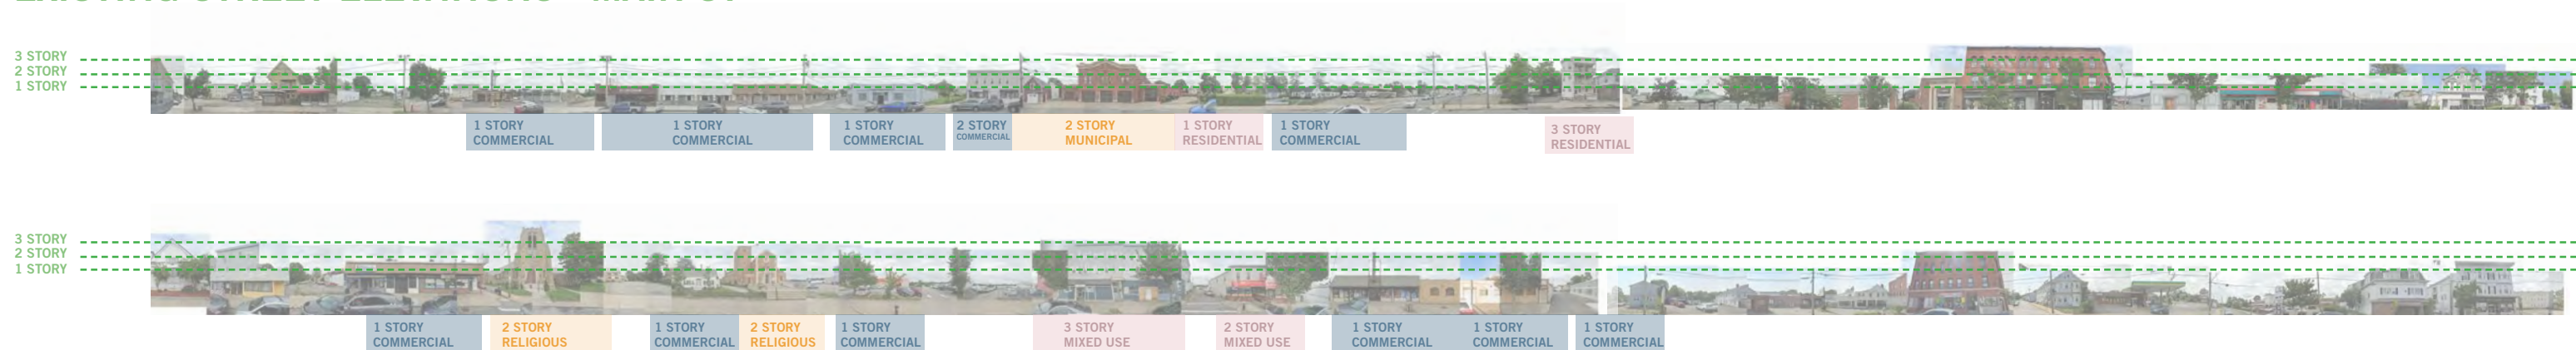 3 STORY
2 STORY
1 STORY
1 STORY
COMMERCIAL
1 STORY
COMMERCIAL
1 STORY
COMMERCIAL
2 STORY
COMMERCIAL
2 STORY
MUNICIPAL
1 STORY
RESIDENTIAL
1 STORY
COMMERCIAL
3 STORY
RESIDENTIAL
3 STORY
2 STORY
1 STORY
1 STORY
COMMERCIAL
2 STORY
RELIGIOUS
1 STORY
COMMERCIAL
2 STORY
RELIGIOUS
1 STORY
COMMERCIAL
3 STORY
MIXED USE
2 STORY
MIXED USE
1 STORY
COMMERCIAL
1 STORY
COMMERCIAL
1 STORY
COMMERCIAL